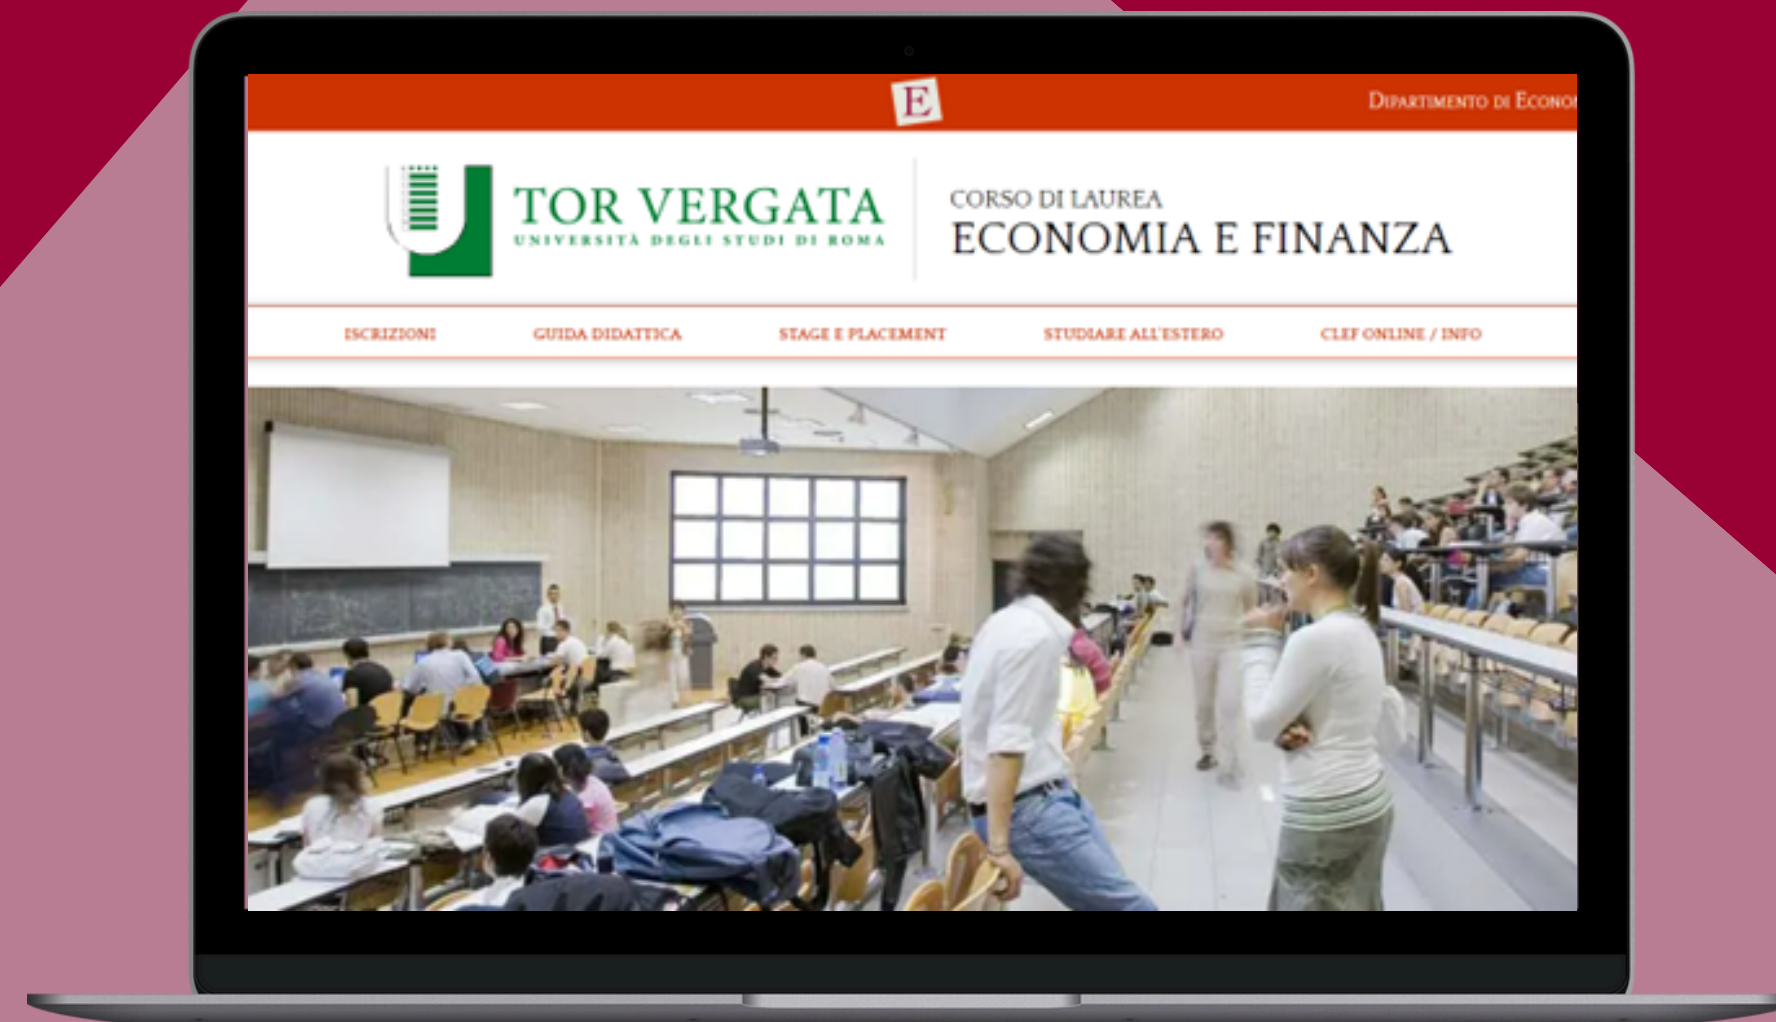 E
DIPARTIMENTO DI ECONO
TOR VERGATA
UNIVERSITÀ DEGLI STUDI DI ROMA
CORSO DI LAUREA
ECONOMIA E FINANZA
ISCRIZIONI GUIDA DIDATTICA STAGE E PLACEMENT STUDIARE ALL'ESTERO CLEF ONLINE / INFO